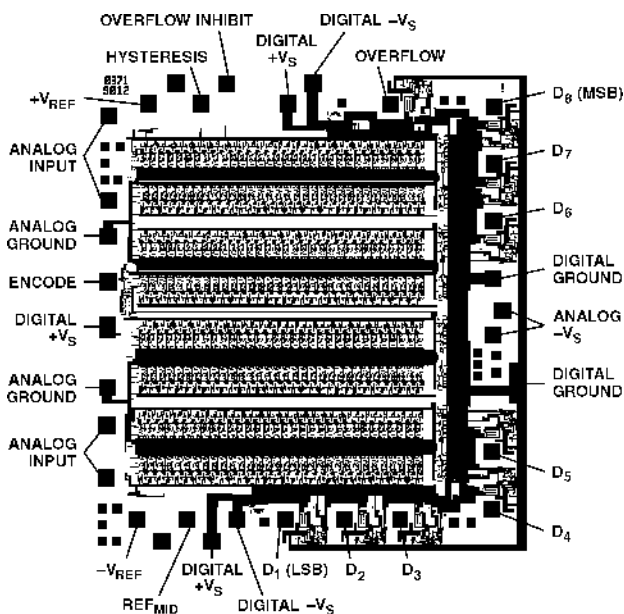 OVERFLOW INHIBIT
DIGITAL –VS
HYSTERESIS
DIGITAL
+VS
OVERFLOW
0371
9012
+VREF
D8 (MSB)
ANALOG
INPUT
D7
D6
ANALOG
GROUND
DIGITAL
GROUND
ENCODE
ANALOG
–VS
DIGITAL
+VS
ANALOG
GROUND
DIGITAL
GROUND
ANALOG
INPUT
D5
D4
–VREF
DIGITAL
+VS
D1 (LSB)
D2
D3
REFMID
DIGITAL –VS